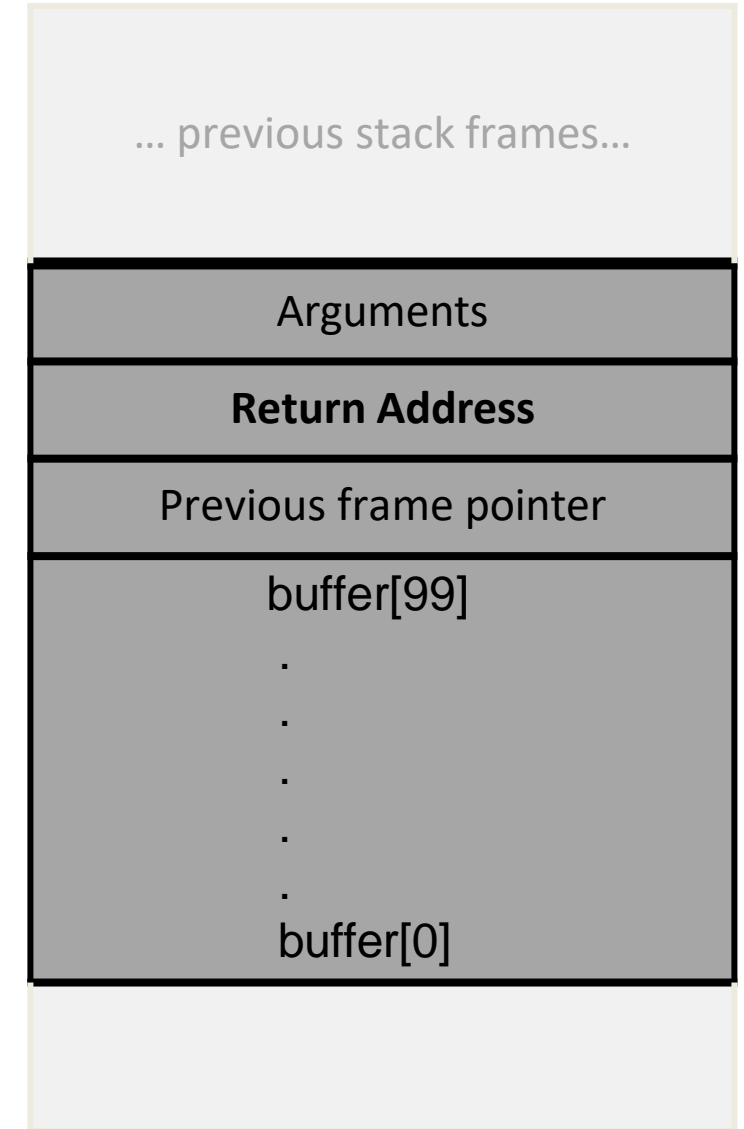 ... previous stack frames...
Arguments
Return Address
Previous frame pointer
buffer[99]
.
.
.
.
.
buffer[0]